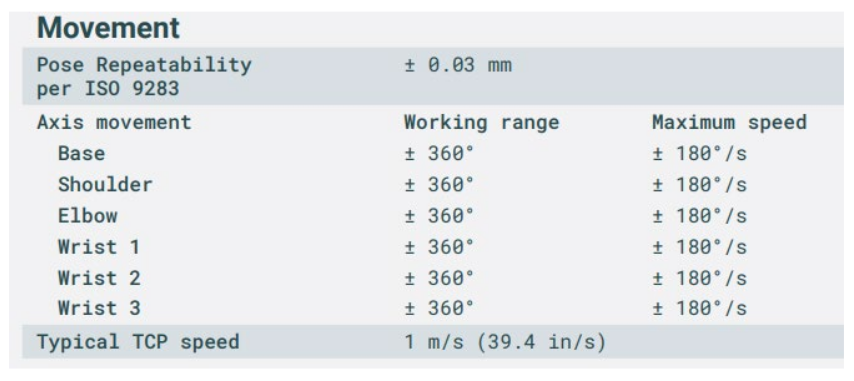 Movement
Pose Repeatability ± 0.03 mm
per ISO 9283
Axis movement Working range Maximum speed
Base ± 360° ± 180°/s
Shoulder ± 360° ± 180°/s
Elbow ± 360° ± 180°/s
Wrist 1 ± 360° ± 180°/s
Wrist 2 ± 360° ± 180°/s
Wrist 3 ± 360° ± 180°/s
Typical TCP speed 1 m/s (39.4 in/s)